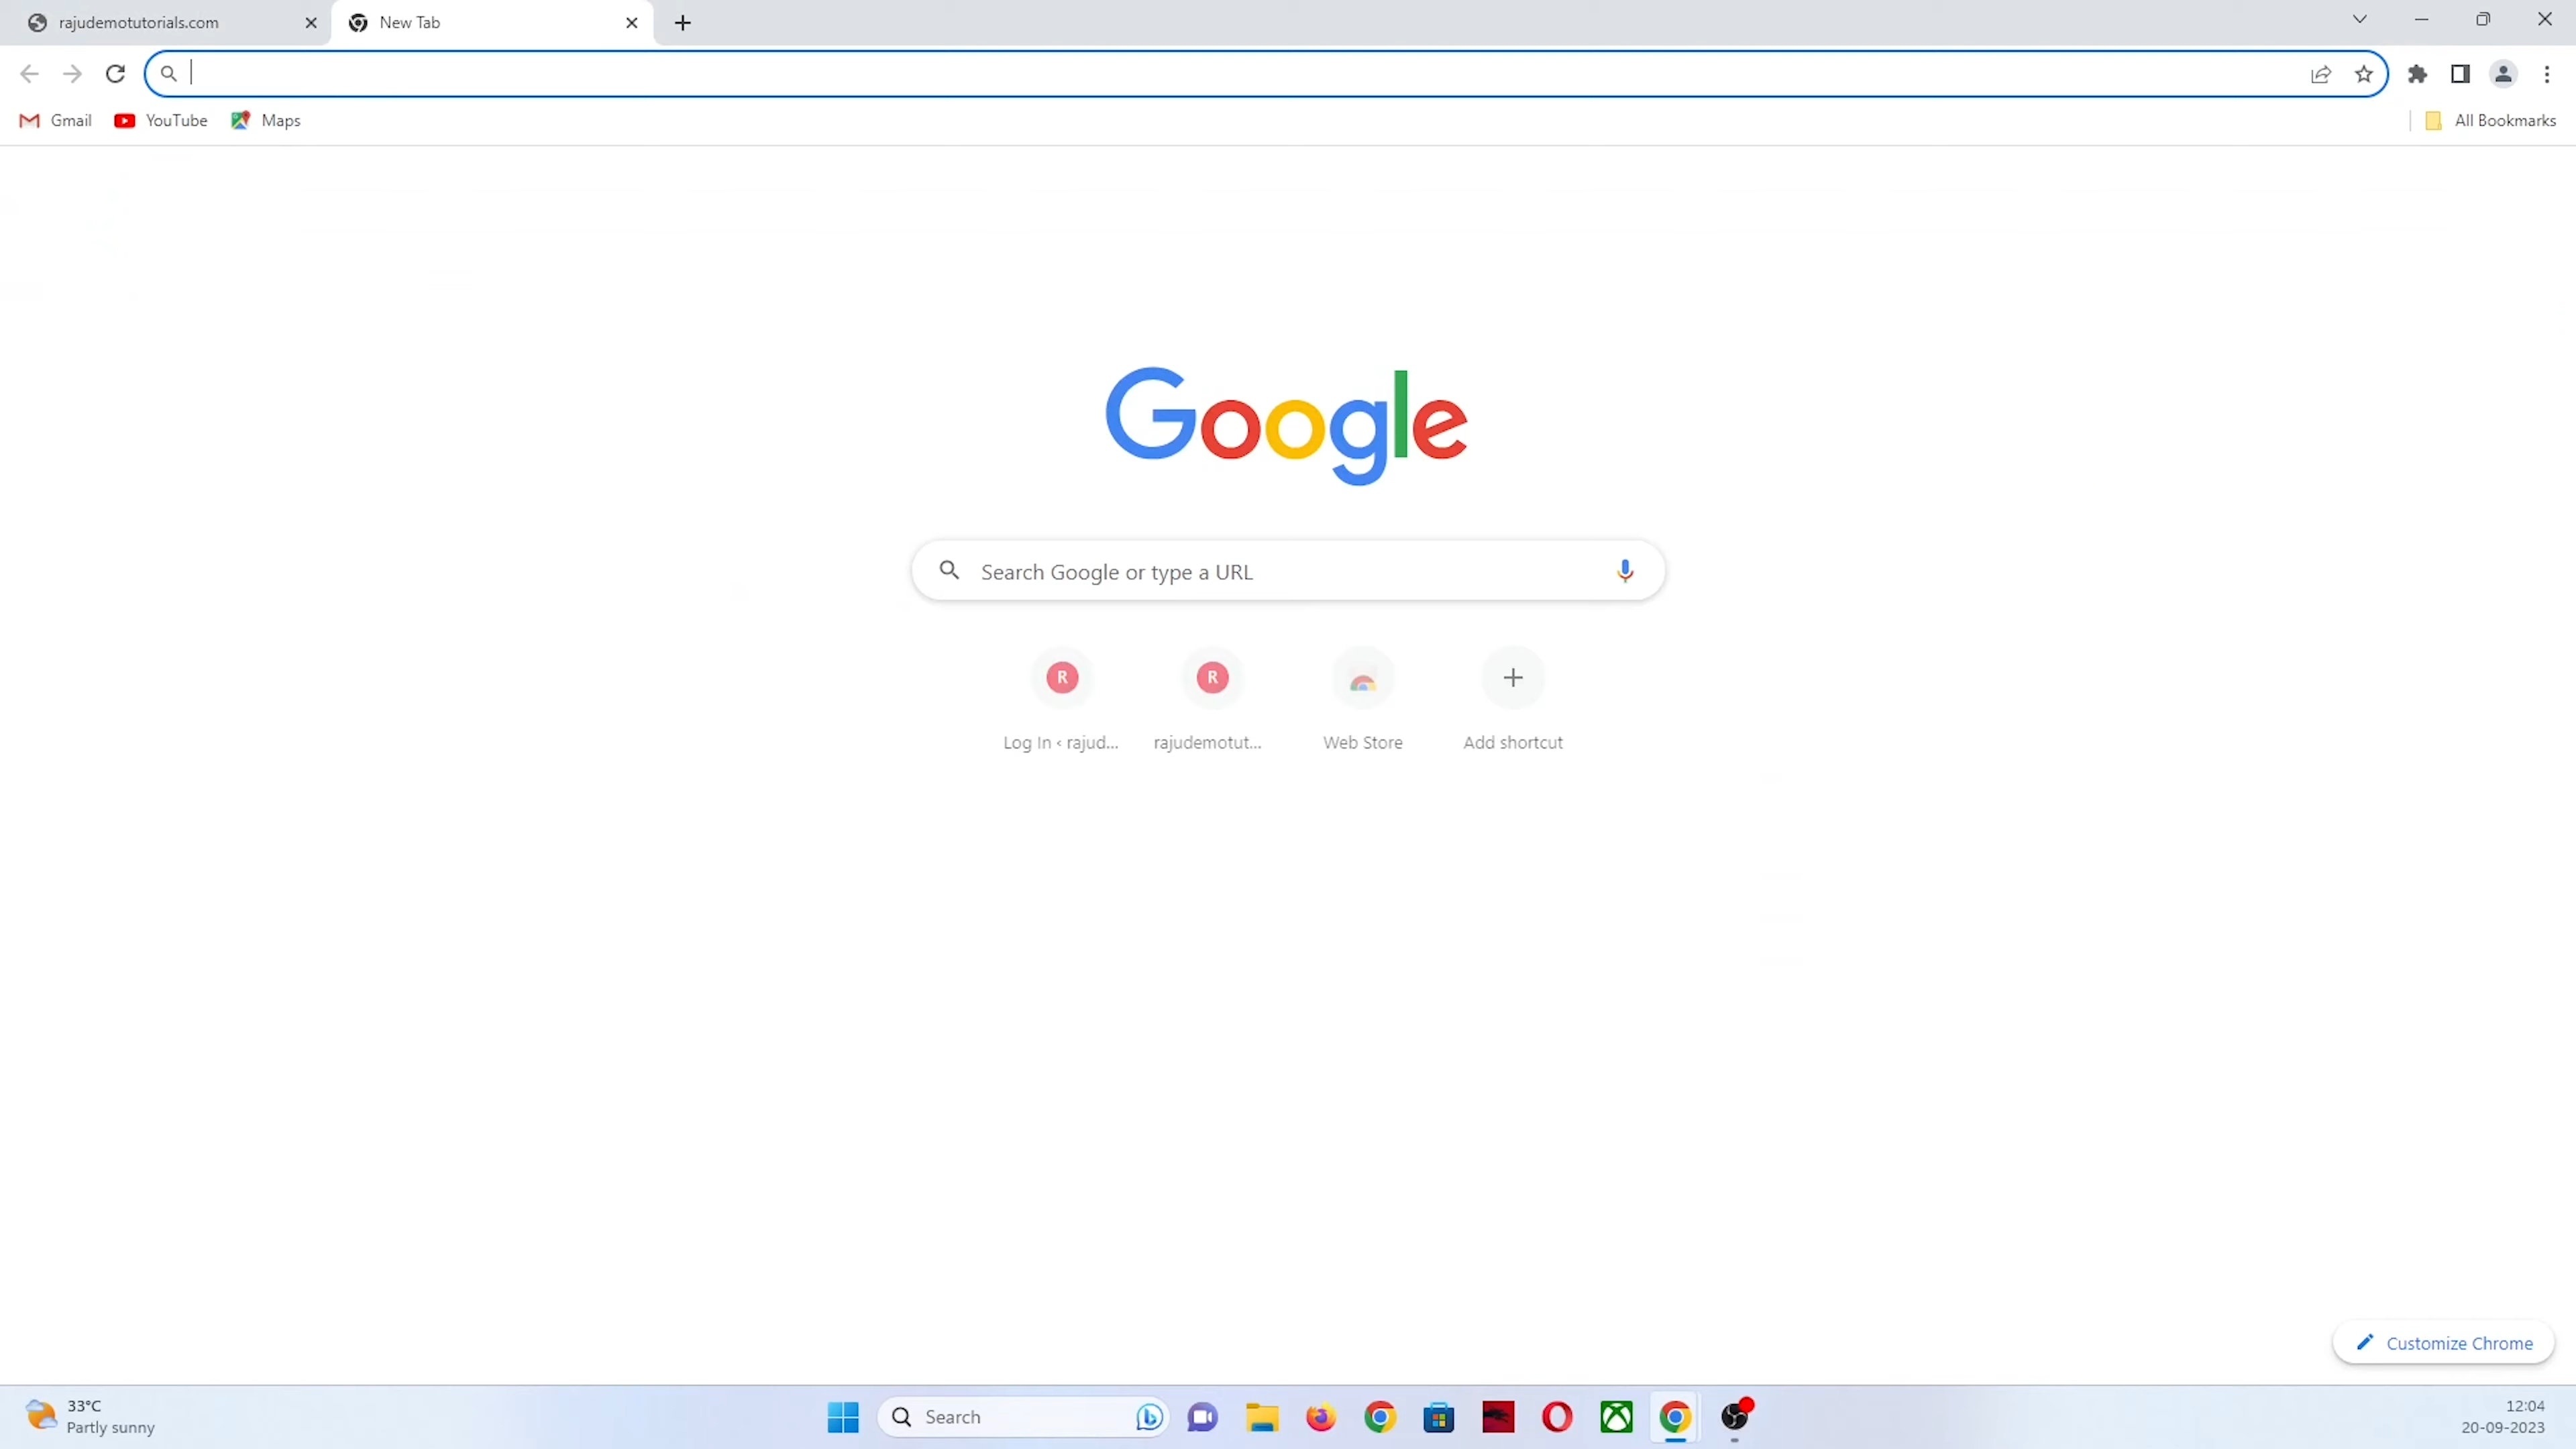 rajudemotutorials.com
New Tab
Gmail
YouTube
Maps
All Bookmarks
Google
Search Google or type a URL
R
R
Log In ‹ rajud...
rajudemotut...
Web Store
Add shortcut
Customize Chrome
33°C
Partly sunny
Search
12:04
20-09-2023